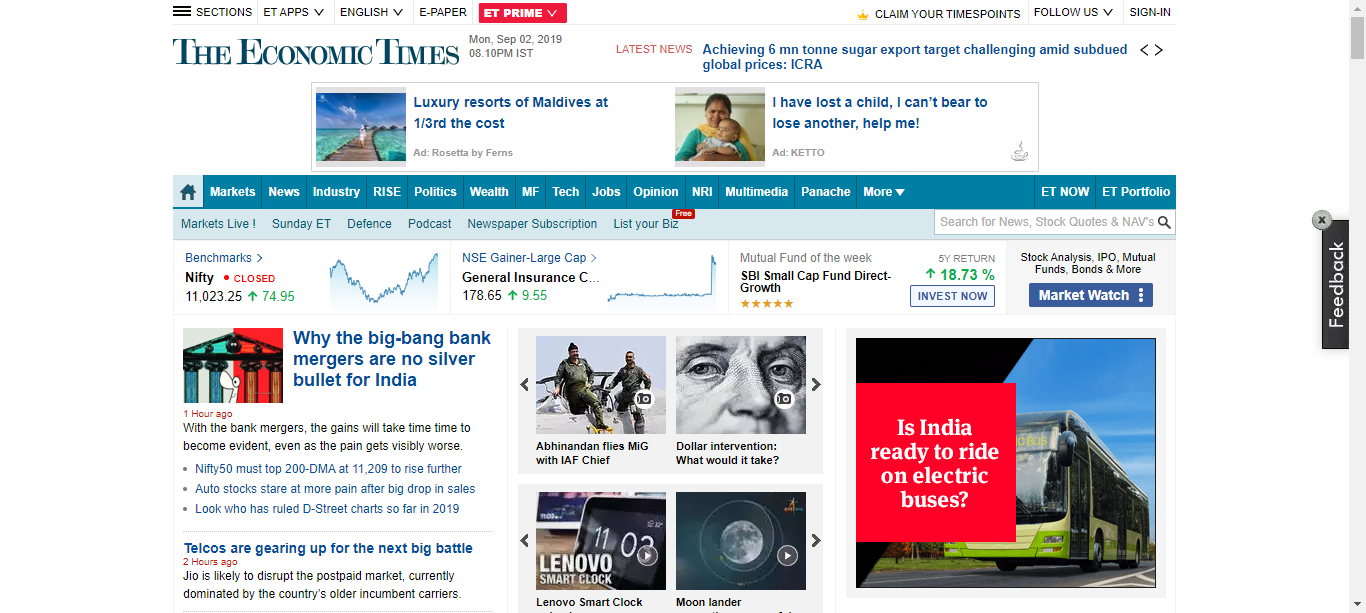 SECTIONS ET APPS ENGLISH E-PAPER ET PRIME CLAIM YOUR TIMESPOINTS FOLLOW US SIGN-IN
THE ECONOMIC TIMES
Mon, Sep 02, 2019
08.10PM IST
LATEST NEWS
Achieving 6 mn tonne sugar export target challenging amid subdued
global prices: ICRA
Luxury resorts of Maldives at
1/3rd the cost
Ad: Rosetta by Ferns
I have lost a child, I can't bear to
lose another, help me!
Ad: KETTO
Markets News Industry RISE Politics Wealth MF Tech Jobs Opinion NRI Multimedia Panache More ET NOW ET Portfolio
Markets Live ! Sunday ET Defence Podcast Newspaper Subscription List your Biz Free
Search for News, Stock Quotes & NAV's
x
Feedback
Benchmarks
Nifty CLOSED
11,023.25 74.95
NSE Gainer-Large Cap
General Insurance C...
178.65 9.55
Mutual Fund of the week
SBI Small Cap Fund Direct-
Growth
5Y RETURN
18.73 %
INVEST NOW
Stock Analysis, IPO, Mutual
Funds, Bonds & More
Market Watch
Why the big-bang bank
mergers are no silver
bullet for India
1 Hour ago
With the bank mergers, the gains will take time time to
become evident, even as the pain gets visibly worse.
Nifty50 must top 200-DMA at 11,209 to rise further
Auto stocks stare at more pain after big drop in sales
Look who has ruled D-Street charts so far in 2019
Telcos are gearing up for the next big battle
2 Hours ago
Jio is likely to disrupt the postpaid market, currently
dominated by the country's older incumbent carriers.
Abhinandan flies MiG
with IAF Chief
Dollar intervention:
What would it take?
11 03
LENOVO
SMART CLOCK
Lenovo Smart Clock
Moon lander
Is India
ready to ride
on electric
buses?
IC BUS